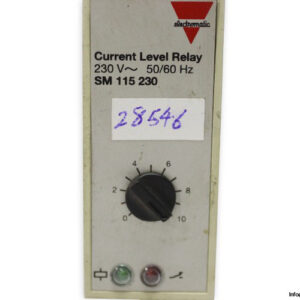 electromatic
Current Level Relay
230 V~ 50/60 Hz
SM 115 230
28546
4 6
2 8
0 10